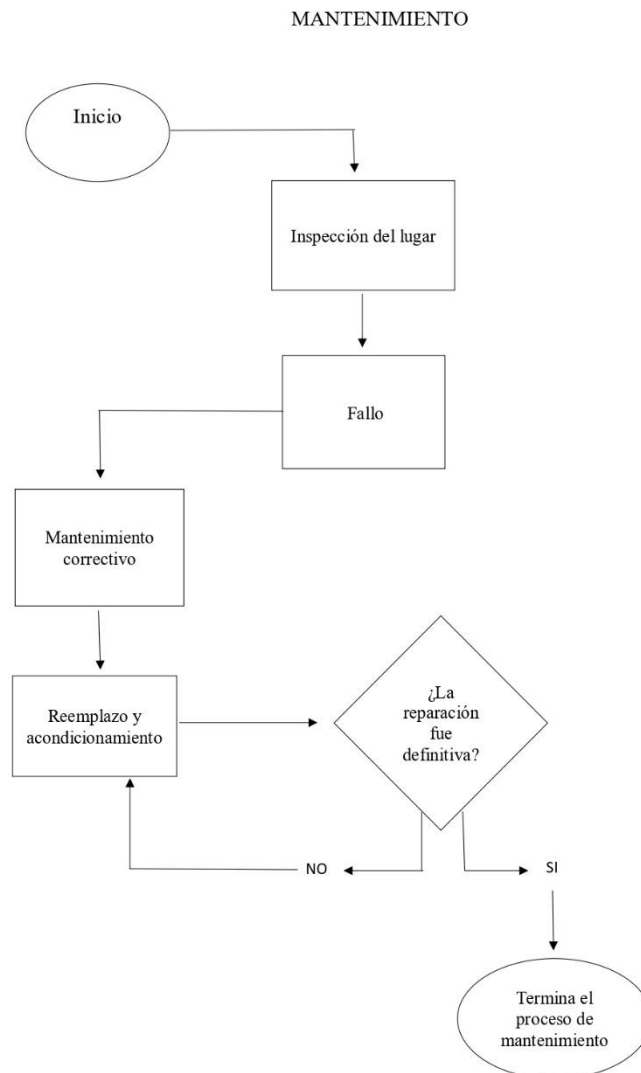 MANTENIMIENTO
Inicio
Inspección del lugar
Fallo
Mantenimiento
correctivo
Reemplazo y
acondicionamiento
¿La
reparación
fue
definitiva?
NO
SI
Termina el
proceso de
mantenimiento